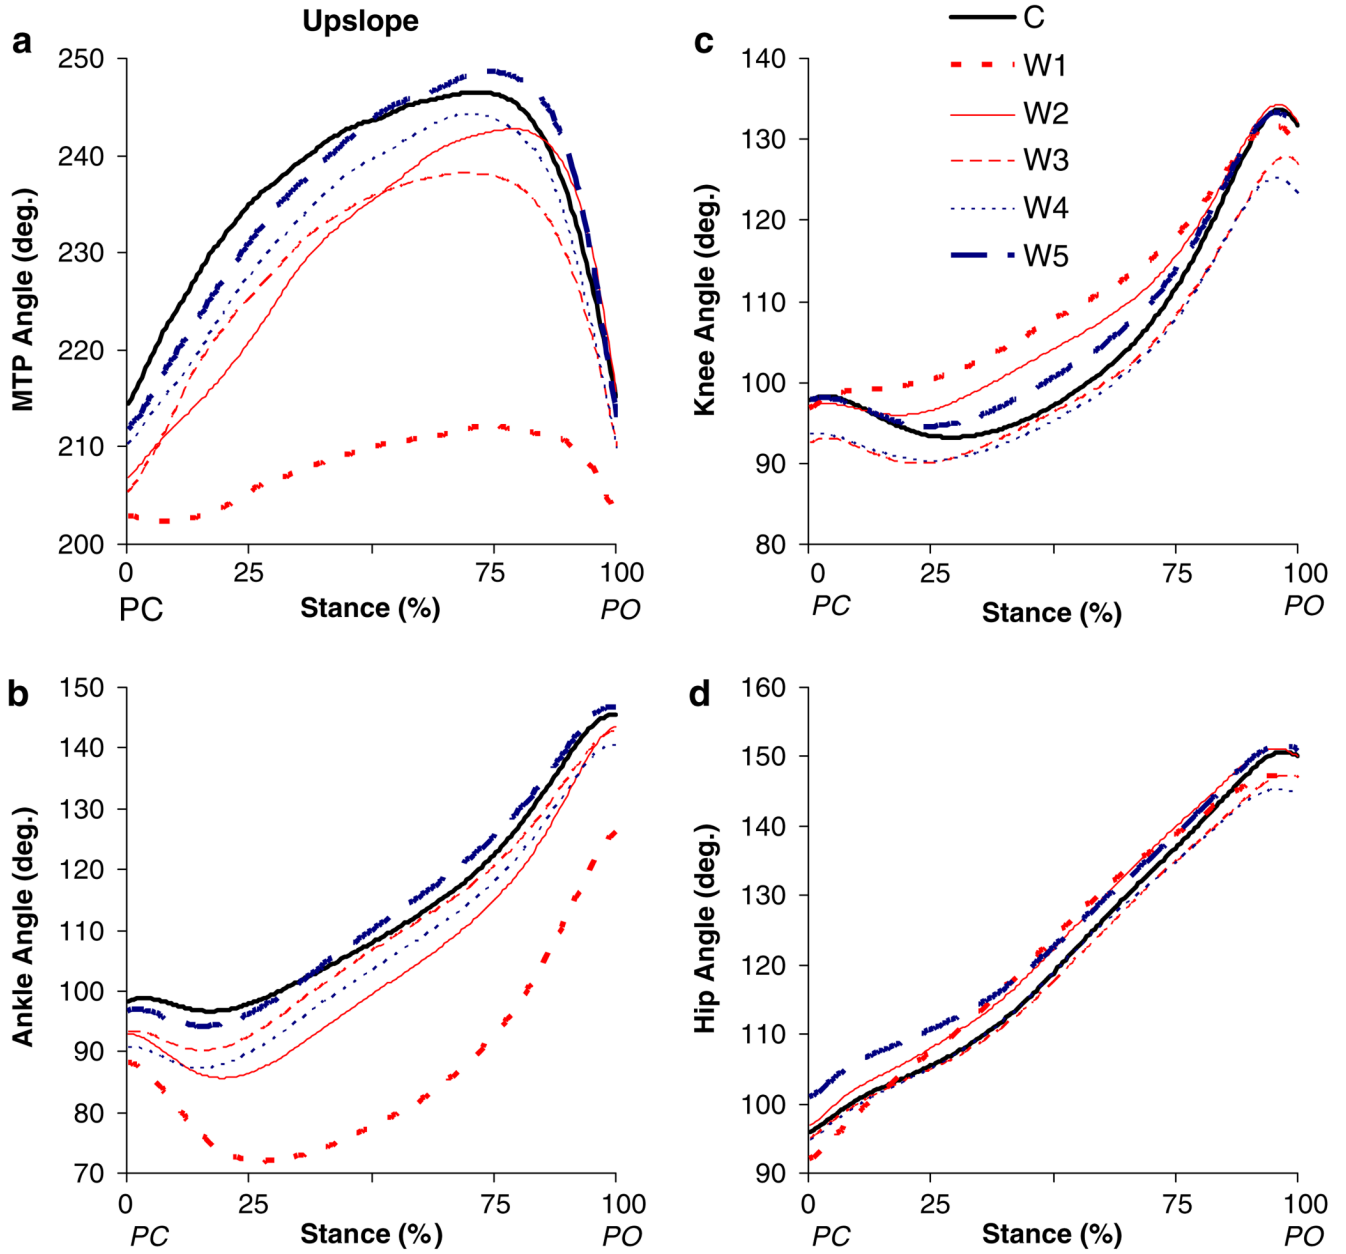 Upslope
a
250
240
230
220
210
200
MTP Angle (deg.)
0 25 75 100
PC Stance (%) PO
c
140
130
120
110
100
90
80
Knee Angle (deg.)
C
W1
W2
W3
W4
W5
0 25 75 100
PC Stance (%) PO
b
150
140
130
120
110
100
90
80
70
Ankle Angle (deg.)
0 25 75 100
PC Stance (%) PO
d
160
150
140
130
120
110
100
90
Hip Angle (deg.)
0 25 75 100
PC Stance (%) PO